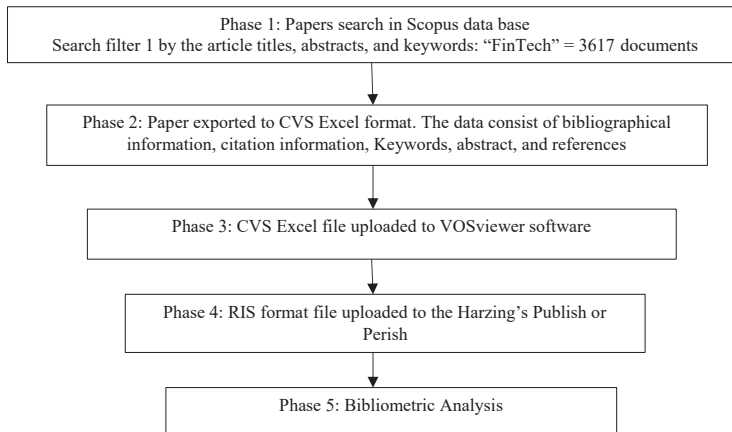 Phase 1: Papers search in Scopus data base
Search filter 1 by the article titles, abstracts, and keywords: “FinTech” = 3617 documents
Phase 2: Paper exported to CVS Excel format. The data consist of bibliographical
information, citation information, Keywords, abstract, and references
Phase 3: CVS Excel file uploaded to VOSviewer software
Phase 4: RIS format file uploaded to the Harzing’s Publish or
Perish
Phase 5: Bibliometric Analysis